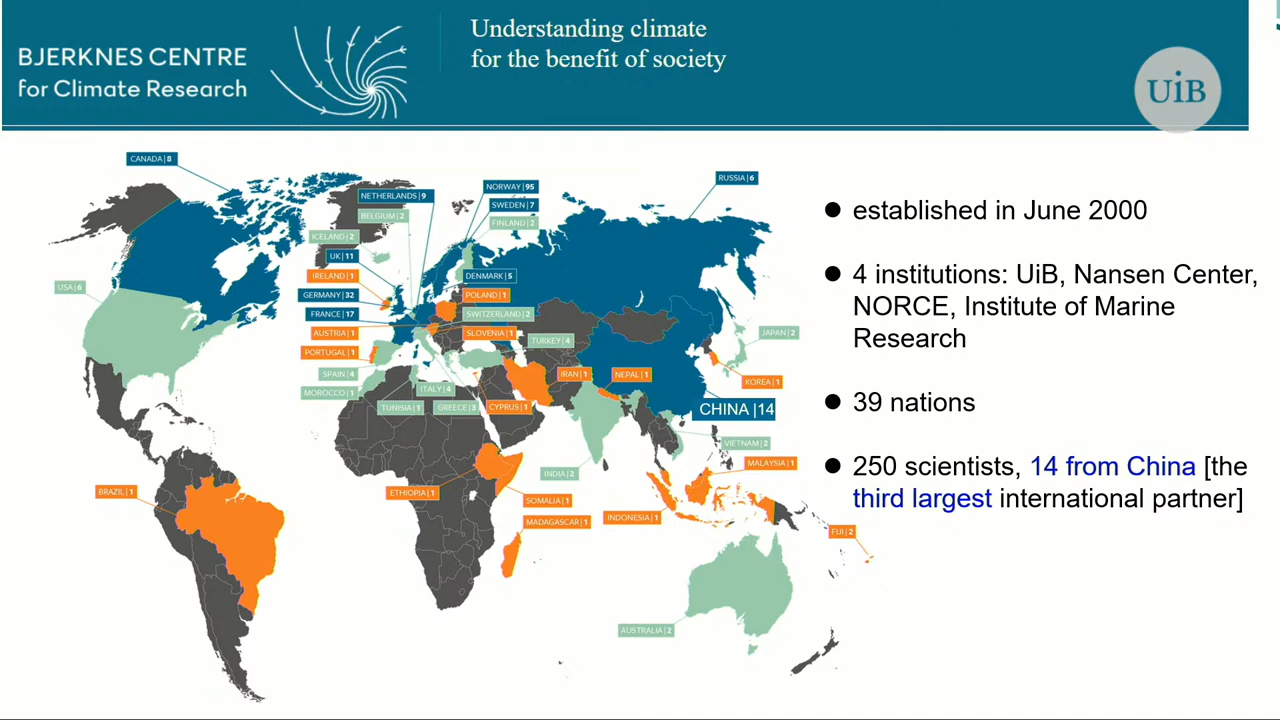 BJERKNES CENTRE
for Climate Research
Understanding climate
for the benefit of society
UiB
CANADA|8
NETHERLANDS|9
NORWAY|95
RUSSIA|6
BELGIUM|2
SWEDEN|7
FINLAND|2
ICELAND|2
UK|11
IRELAND|1
DENMARK|5
USA|6
GERMANY|32
POLAND|1
FRANCE|17
SWITZERLAND|2
AUSTRIA|1
SLOVENIA|1
JAPAN|2
PORTUGAL|1
TURKEY|4
SPAIN|4
IRAN|1
NEPAL|1
KOREA|1
MOROCCO|1
ITALY|4
TUNISIA|1
GREECE|3
CYPRUS|1
CHINA |14
VIETNAM|2
INDIA|2
MALAYSIA|1
BRAZIL|1
ETHIOPIA|1
SOMALIA|1
INDONESIA|1
MADAGASCAR|1
FIJI|2
AUSTRALIA|2
● established in June 2000
● 4 institutions: UiB, Nansen Center,
NORCE, Institute of Marine
Research
● 39 nations
● 250 scientists, 14 from China [the
third largest international partner]